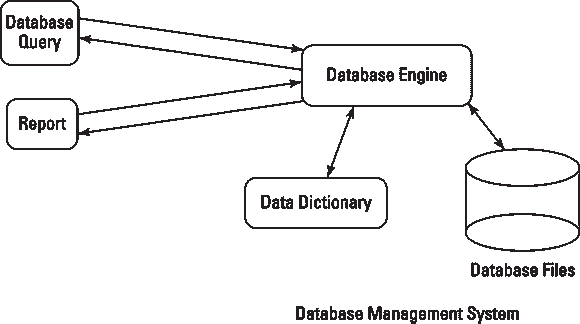 Database
Query
Database Engine
Report
Data Dictionary
Database Files
Database Management System